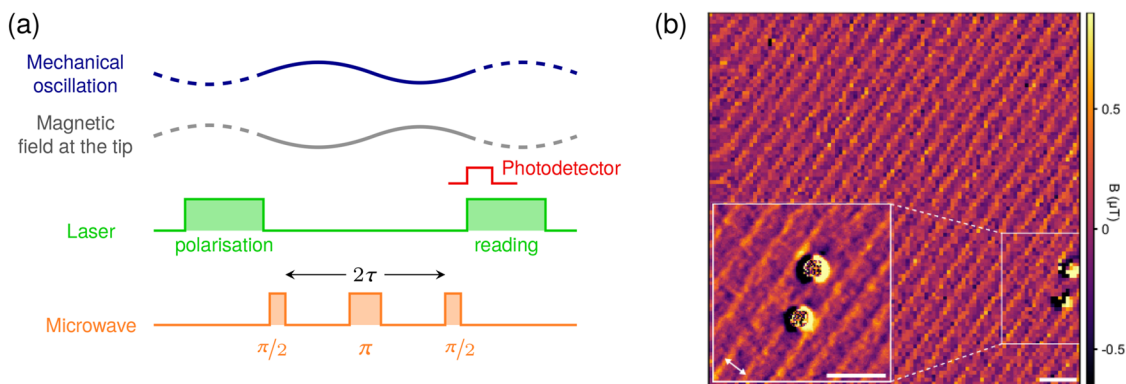 (a)
Mechanical
oscillation
Magnetic
field at the tip
Photodetector
Laser
polarisation
reading
2τ
Microwave
π/2
π
π/2
(b)
0.5
B (μT)
0
-0.5